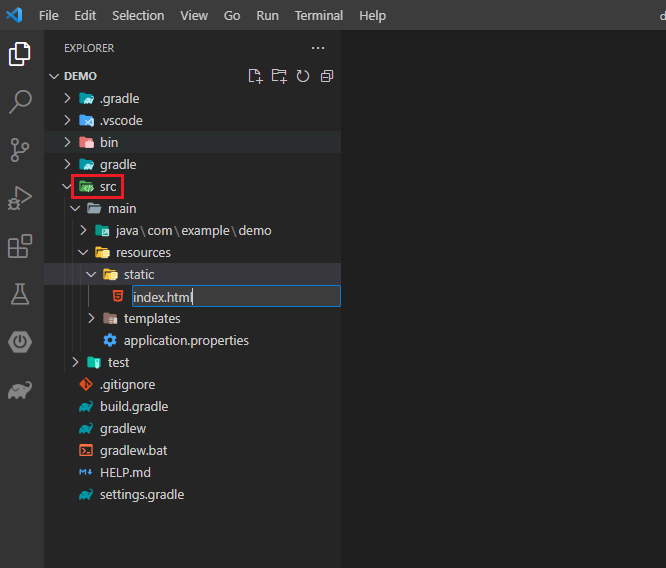 File Edit Selection View Go Run Terminal Help
EXPLORER
DEMO
.gradle
.vscode
bin
gradle
src
main
java\com\example\demo
resources
static
index.html
templates
application.properties
test
.gitignore
build.gradle
gradlew
gradlew.bat
HELP.md
settings.gradle